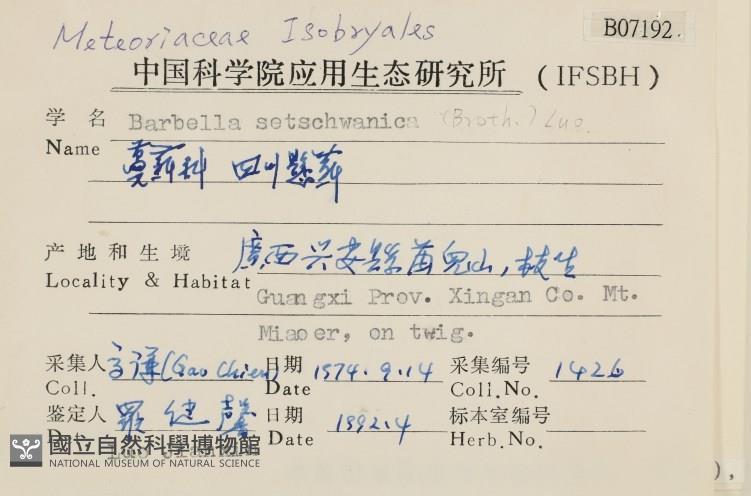 Meteoriaceae Isobryales
B07192.
中国科学院应用生态研究所 (IFSBH)
学名 Barbella setschwanica (Broth.) Luo.
Name 蔓藓科 四川悬藓
产地和生境 廣西兴安縣苗兒山，枝生
Locality & Habitat Guangxi Prov. Xingan Co. Mt.
Miaoer, on twig.
采集人 高谦 (Gao Chien) 日期 1974.9.14 采集编号 1426
Coll. Date Coll.No.
鉴定人 羅健馨 日期 1992.4 标本室编号
Date Herb.No.
國立自然科學博物館
NATIONAL MUSEUM OF NATURAL SCIENCE
),